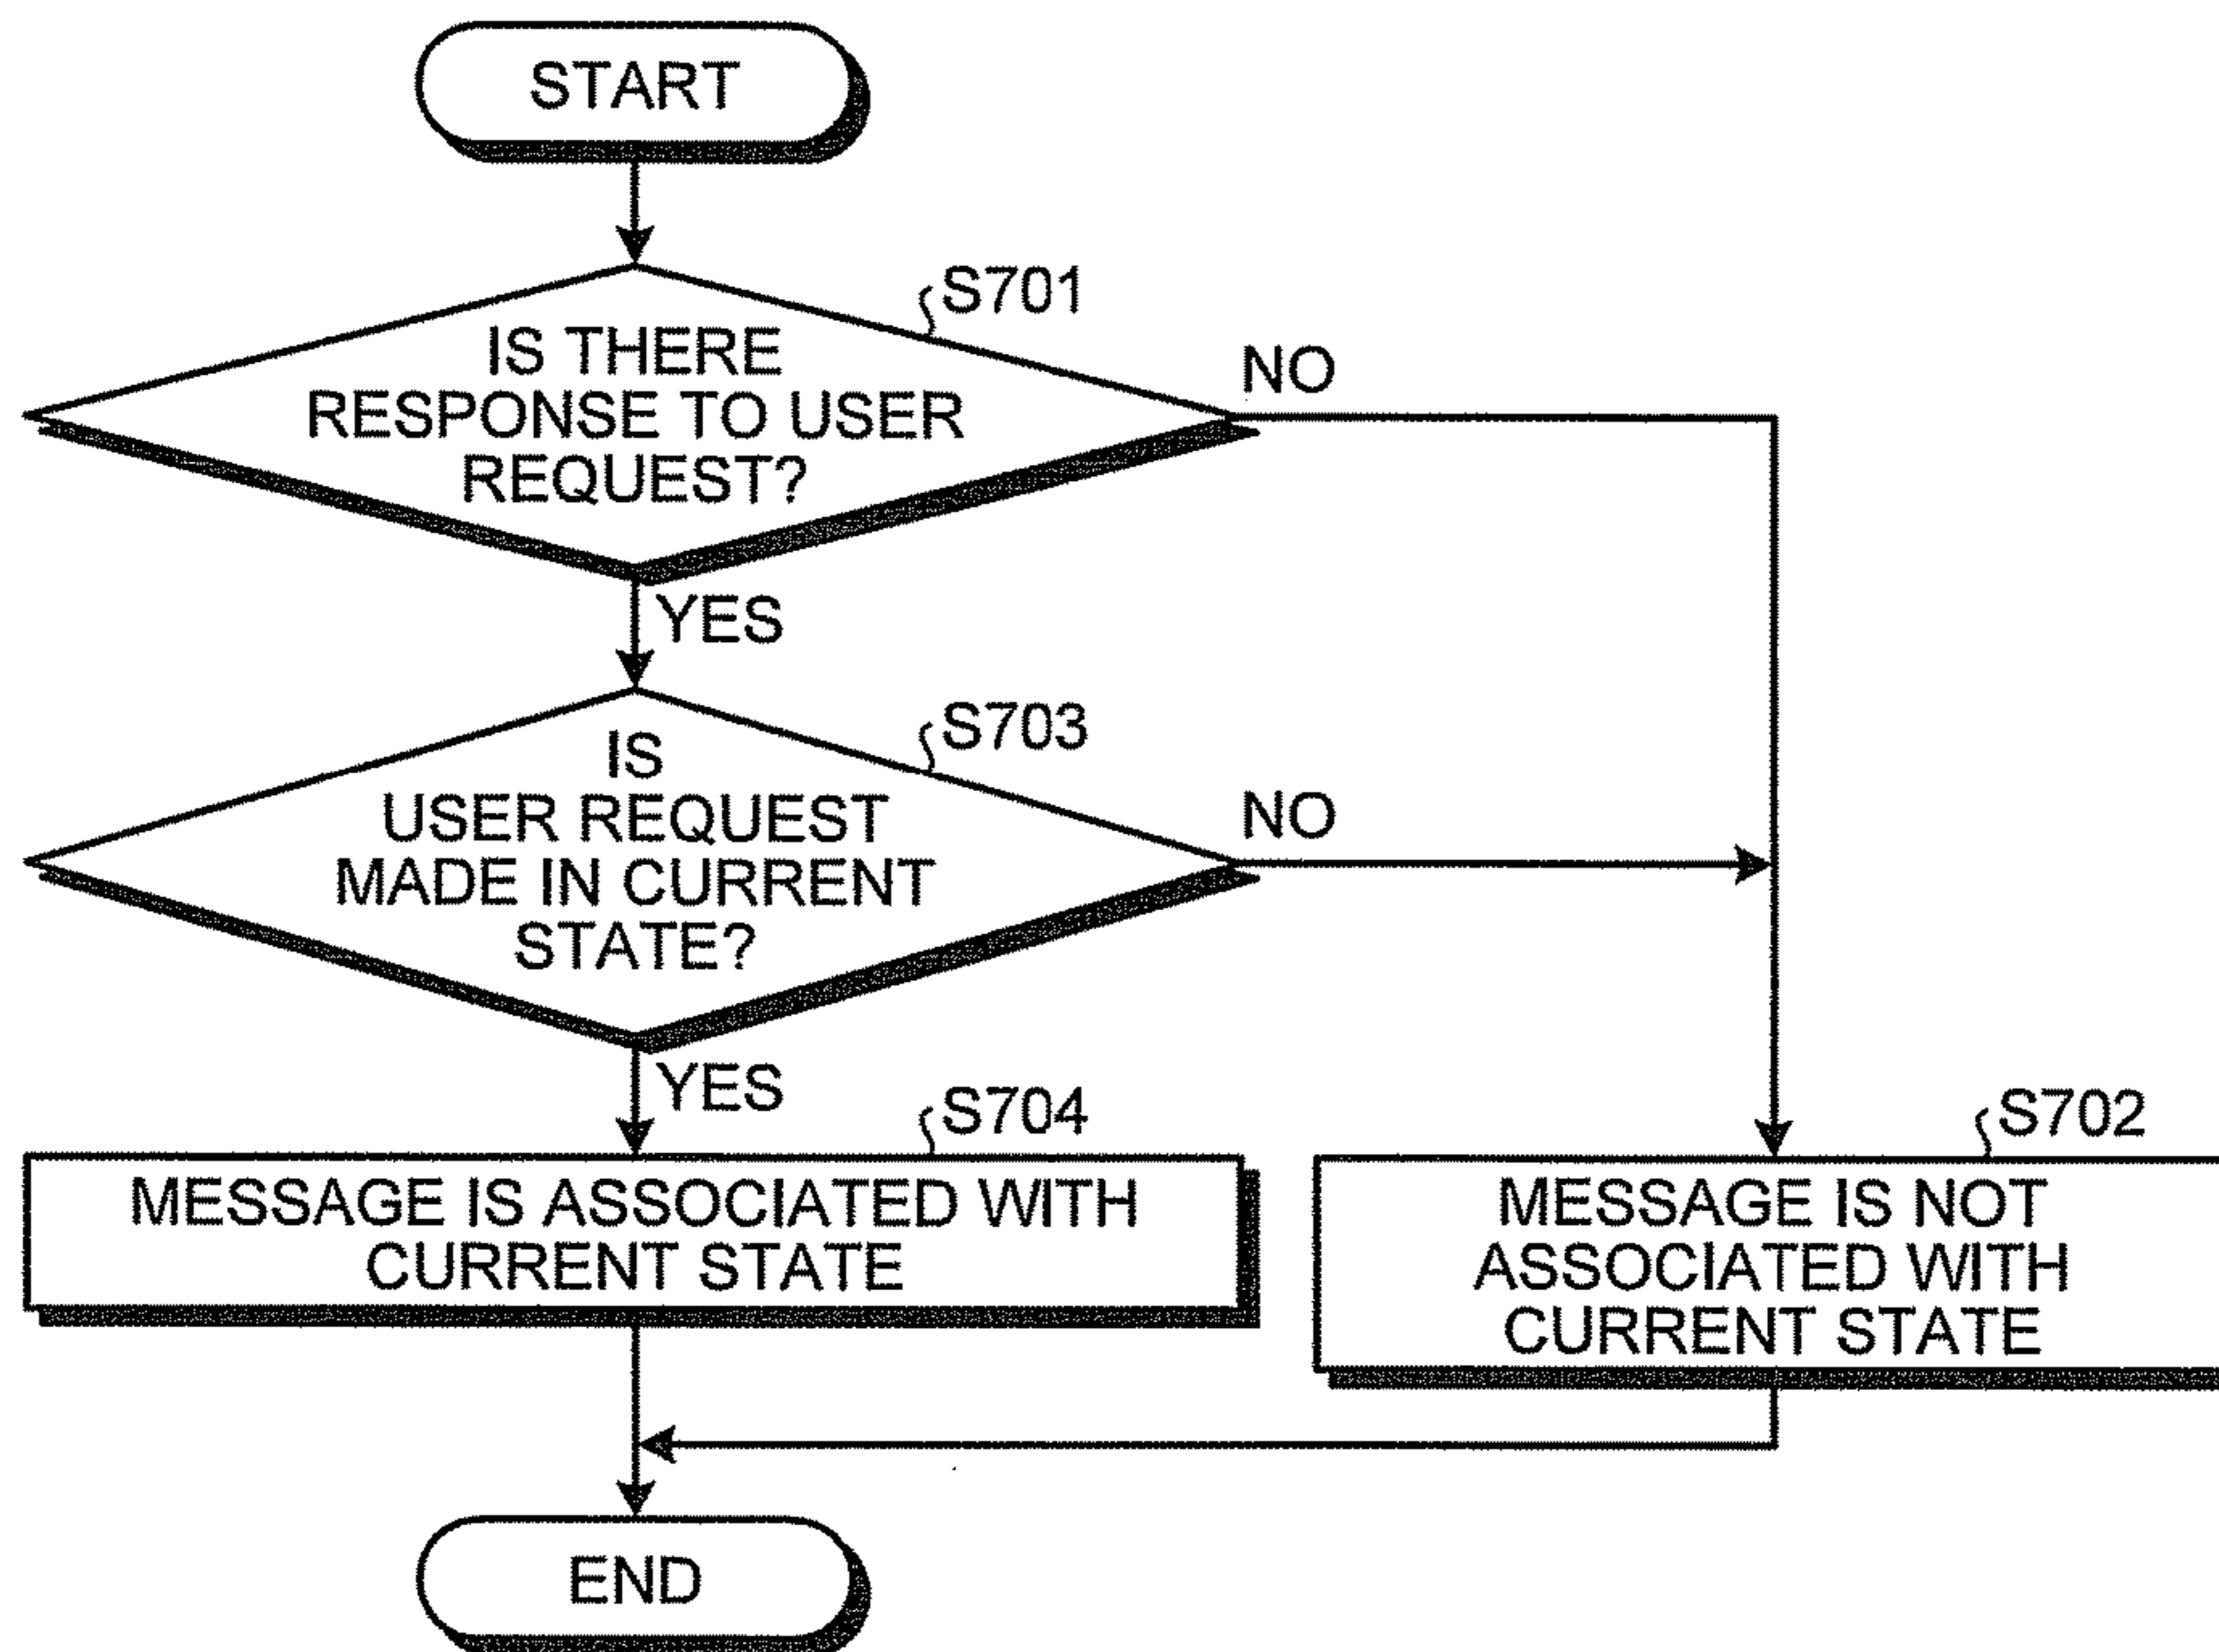 START
S701
IS THERE
RESPONSE TO USER
REQUEST?
NO
YES
S703
IS
USER REQUEST
MADE IN CURRENT
STATE?
NO
YES
S704
MESSAGE IS ASSOCIATED WITH
CURRENT STATE
S702
MESSAGE IS NOT
ASSOCIATED WITH
CURRENT STATE
END